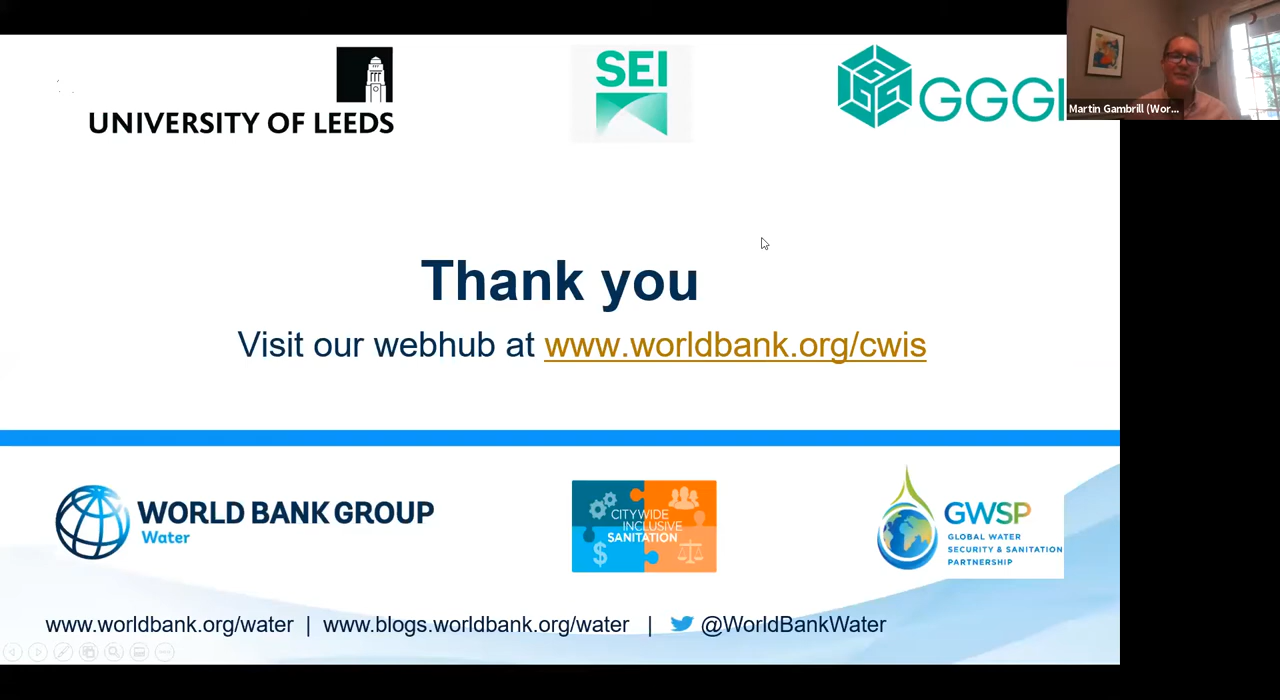 UNIVERSITY OF LEEDS
SEI
GGGI
Martin Gambrill (Wor...
Thank you
Visit our webhub at www.worldbank.org/cwis
WORLD BANK GROUP
Water
CITYWIDE
INCLUSIVE
SANITATION
$
GWSP
GLOBAL WATER
SECURITY & SANITATION
PARTNERSHIP
www.worldbank.org/water | www.blogs.worldbank.org/water | @WorldBankWater